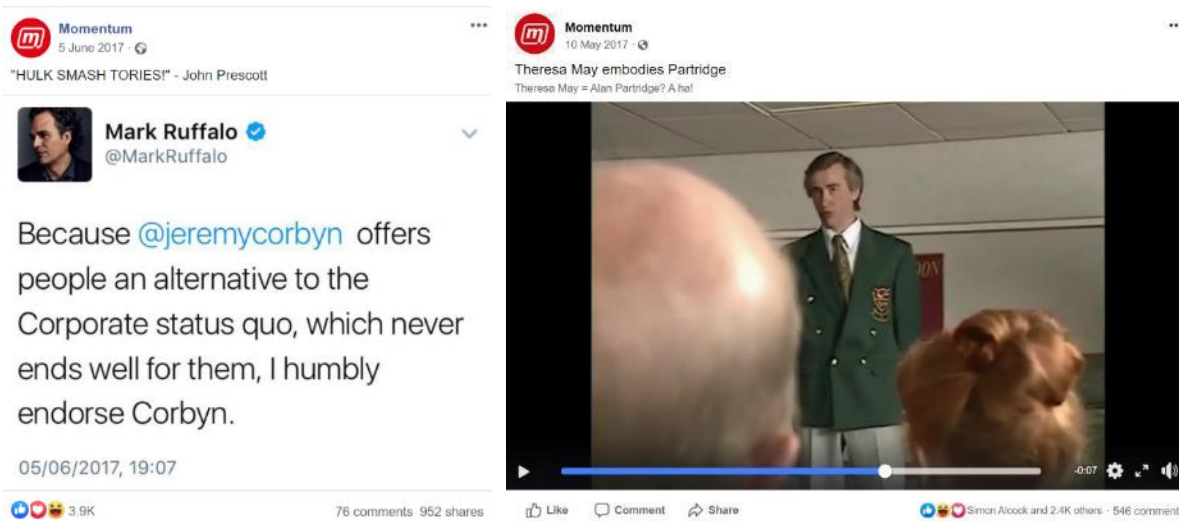 Momentum
5 June 2017
"HULK SMASH TORIES!" - John Prescott
Mark Ruffalo
@MarkRuffalo
Because @jeremycorbyn offers
people an alternative to the
Corporate status quo, which never
ends well for them, I humbly
endorse Corbyn.
05/06/2017, 19:07
3.9K 76 comments 952 shares
Momentum
10 May 2017
Theresa May embodies Partridge
Theresa May = Alan Partridge? A ha!
DON
-0:07
Like Comment Share Simon Alcock and 2.4K others · 546 comment